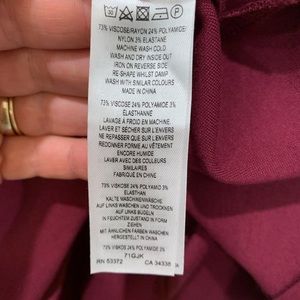 73% VISCOSE/RAYON 24% POLYAMIDE/
NYLON 3% ELASTANE
MACHINE WASH COLD
WASH AND DRY INSIDE OUT
IRON ON REVERSE SIDE
RE-SHAPE WHILST DAMP
WASH WITH SIMILAR COLOURS
MADE IN CHINA
73% VISCOSE 24% POLYAMIDE 3%
ELASTHANNE
LAVAGE À FROID EN MACHINE.
LAVER ET SÉCHER SUR L'ENVERS
NE REPASSER QUE SUR L'ENVERS
REDONNER FORME AU VÊTEMENT
ENCORE HUMIDE
LAVER AVEC DES COULEURS
SIMILAIRES
FABRIQUÉ EN CHINE
73% VISKOSE 24% POLYAMID 3%
ELASTHAN
KALTE WASCHMASCHINENWÄSCHE
AUF LINKS WASCHEN UND TROCKNEN
AUF LINKS BÜGELN
IN FEUCHTEM ZUSTAND IN FORM
ZIEHEN
MIT ÄHNLICHEN FARBEN WASCHEN
HERGESTELLT IN CHINA
71GJK
RN 53372 CA 34338